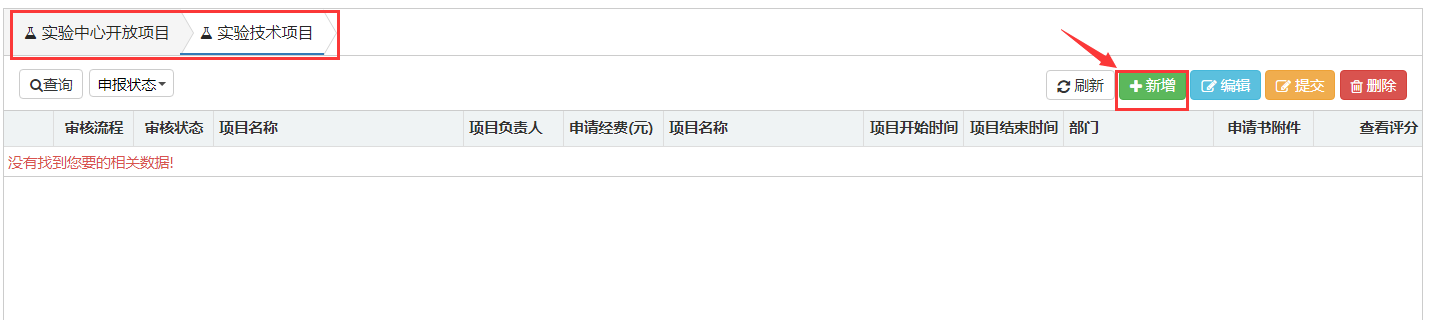 实验中心开放项目 实验技术项目
查询 申报状态 刷新 新增 编辑 提交 删除
审核流程 审核状态 项目名称 项目负责人 申请经费(元) 项目名称 项目开始时间 项目结束时间 部门 申请书附件 查看评分
没有找到您要的相关数据!